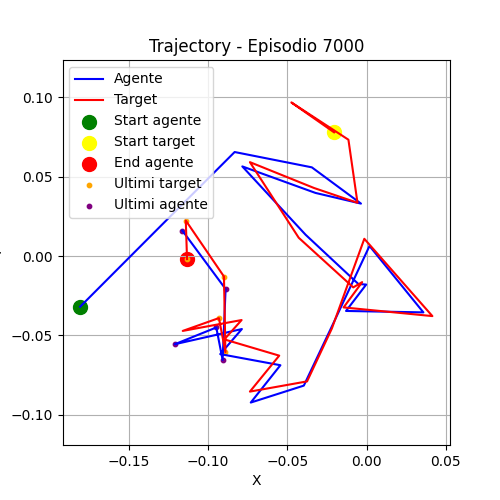 Trajectory - Episodio 7000
Agente
Target
Start agente
Start target
End agente
Ultimi target
Ultimi agente
0.10
0.05
0.00
−0.05
−0.10
−0.15
−0.10
−0.05
0.00
0.05
X